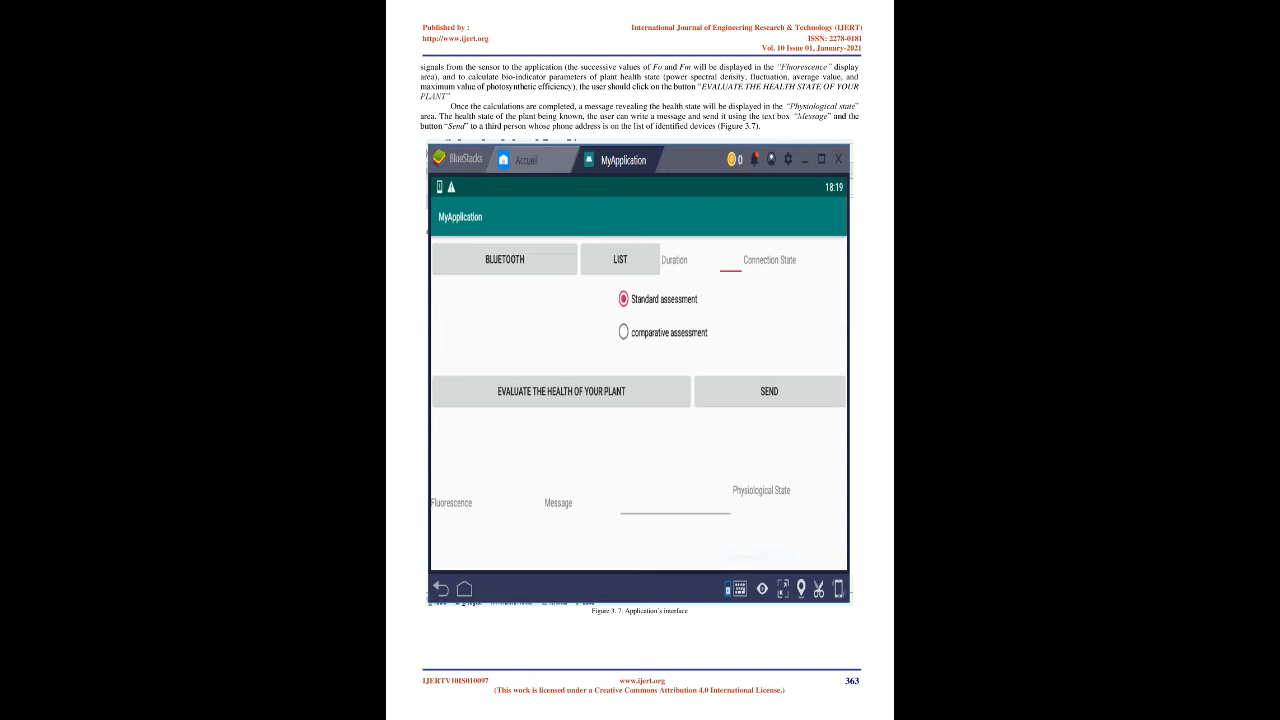 Published by :
International Journal of Engineering Research & Technology (IJERT)
http://www.ijert.org
ISSN: 2278-0181
Vol. 10 Issue 01, January-2021
signals from the sensor to the application (the successive values of Fo and Fm will be displayed in the “Fluorescence” display
area), and to calculate bio-indicator parameters of plant health state (power spectral density, fluctuation, average value, and
maximum value of photosynthetic efficiency), the user should click on the button “EVALUATE THE HEALTH STATE OF YOUR
PLANT”
Once the calculations are completed, a message revealing the health state will be displayed in the “Physiological state”
area. The health state of the plant being known, the user can write a message and send it using the text box “Message” and the
button “Send” to a third person whose phone address is on the list of identified devices (Figure 3.7).
BlueStacks Accueil MyApplication 0
18:19
MyApplication
BLUETOOTH LIST Duration Connection State
Standard assessment
comparative assessment
EVALUATE THE HEALTH OF YOUR PLANT SEND
Physiological State
Fluorescence Message
Figure 3. 7: Application’s interface
IJERTV10IS010097 www.ijert.org 363
(This work is licensed under a Creative Commons Attribution 4.0 International License.)